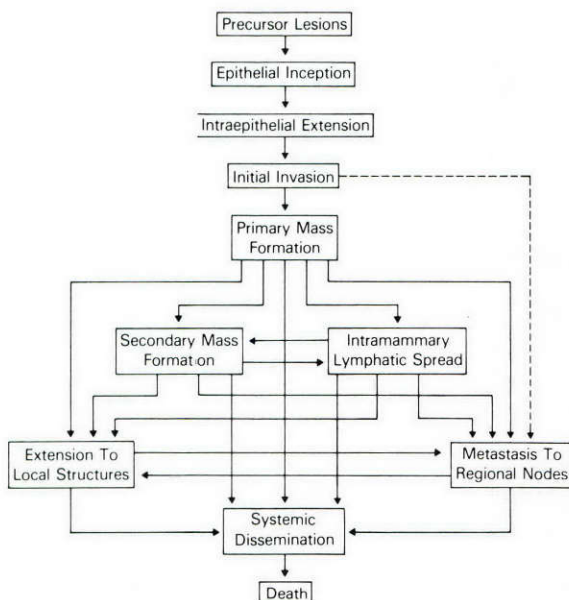 Precursor Lesions
Epithelial Inception
Intraepithelial Extension
Initial Invasion
Primary Mass
Formation
Secondary Mass
Formation
Intramammary
Lymphatic Spread
Extension To
Local Structures
Metastasis To
Regional Nodes
Systemic
Dissemination
Death